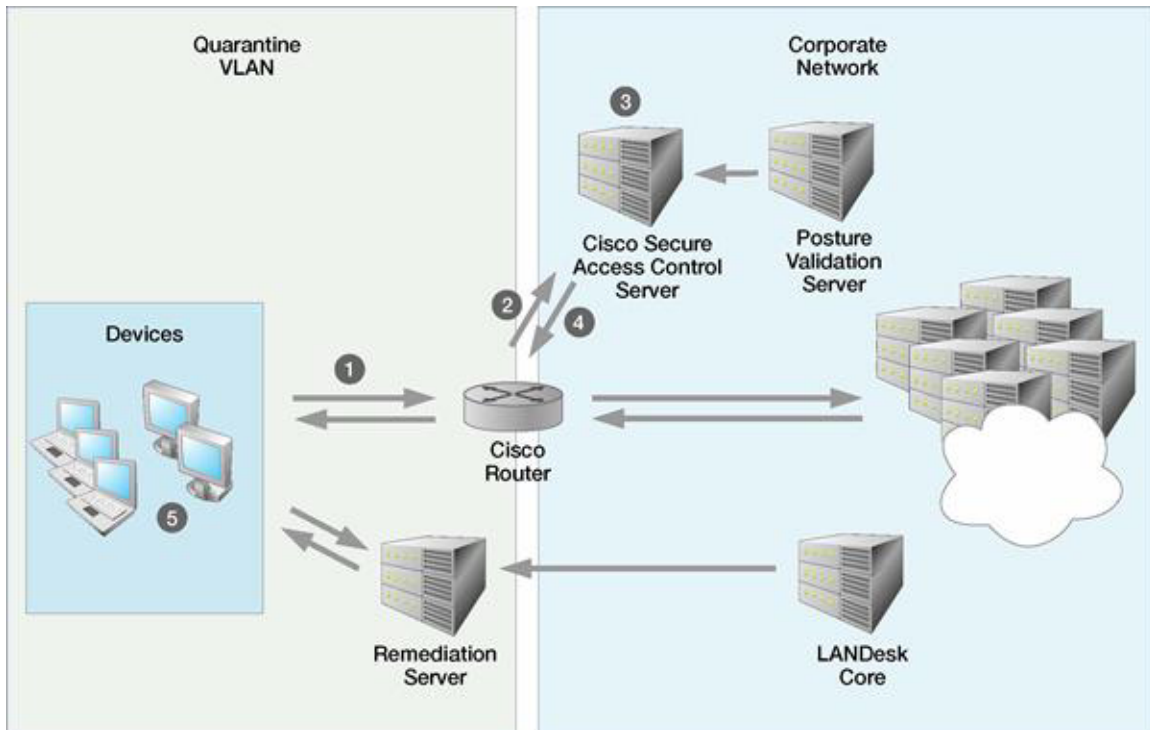 Quarantine
VLAN
Corporate
Network
3
Cisco Secure
Access Control
Server
Posture
Validation
Server
2
4
Devices
1
Cisco
Router
5
Remediation
Server
LANDesk
Core